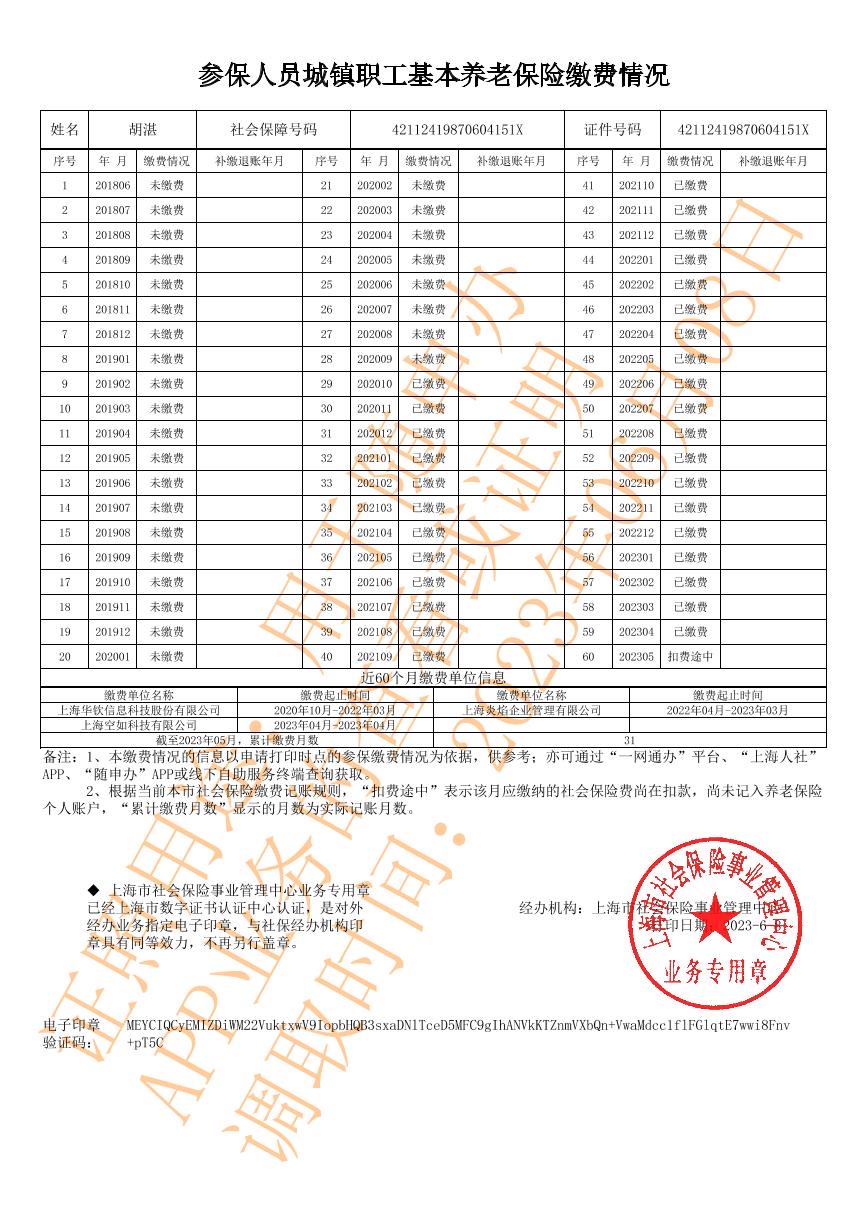 参保人员城镇职工基本养老保险缴费情况
姓名 胡湛 社会保障号码 42112419870604151X 证件号码 42112419870604151X
序号 年 月 缴费情况 补缴退账年月 序号 年 月 缴费情况 补缴退账年月 序号 年 月 缴费情况 补缴退账年月
1 201806 未缴费 21 202002 未缴费 41 202110 已缴费
2 201807 未缴费 22 202003 未缴费 42 202111 已缴费
3 201808 未缴费 23 202004 未缴费 43 202112 已缴费
4 201809 未缴费 24 202005 未缴费 44 202201 已缴费
5 201810 未缴费 25 202006 未缴费 45 202202 已缴费
6 201811 未缴费 26 202007 未缴费 46 202203 已缴费
7 201812 未缴费 27 202008 未缴费 47 202204 已缴费
8 201901 未缴费 28 202009 未缴费 48 202205 已缴费
9 201902 未缴费 29 202010 已缴费 49 202206 已缴费
10 201903 未缴费 30 202011 已缴费 50 202207 已缴费
11 201904 未缴费 31 202012 已缴费 51 202208 已缴费
12 201905 未缴费 32 202101 已缴费 52 202209 已缴费
13 201906 未缴费 33 202102 已缴费 53 202210 已缴费
14 201907 未缴费 34 202103 已缴费 54 202211 已缴费
15 201908 未缴费 35 202104 已缴费 55 202212 已缴费
16 201909 未缴费 36 202105 已缴费 56 202301 已缴费
17 201910 未缴费 37 202106 已缴费 57 202302 已缴费
18 201911 未缴费 38 202107 已缴费 58 202303 已缴费
19 201912 未缴费 39 202108 已缴费 59 202304 已缴费
20 202001 未缴费 40 202109 已缴费 60 202305 扣费途中
近60个月缴费单位信息
缴费单位名称 缴费起止时间 缴费单位名称 缴费起止时间
上海华钦信息科技股份有限公司 2020年10月-2022年03月 上海炎焰企业管理有限公司 2022年04月-2023年03月
上海空如科技有限公司 2023年04月-2023年04月
截至2023年05月，累计缴费月数 31
备注：1、本缴费情况的信息以申请打印时点的参保缴费情况为依据，供参考；亦可通过“一网通办”平台、“上海人社”
APP、“随申办”APP或线下自助服务终端查询获取。
2、根据当前本市社会保险缴费记账规则，“扣费途中”表示该月应缴纳的社会保险费尚在扣款，尚未记入养老保险
个人账户，“累计缴费月数”显示的月数为实际记账月数。
◆ 上海市社会保险事业管理中心业务专用章
已经上海市数字证书认证中心认证，是对外
经办业务指定电子印章，与社保经办机构印
章具有同等效力，不再另行盖章。
经办机构：上海市社会保险事业管理中心
打印日期：2023-6-8
上海市社会保险事业管理中心
业务专用章
电子印章 MEYCIQCyEMIZDiWM22VuktxwV9IopbHQB3sxaDNlTceD5MFC9gIhANVkKTZnmVXbQn+VwaMdcclflFGlqtE7wwi8Fnv
验证码： +pT5C
证照用途：用于随申办
APP业务的查看或证明
调取时间：2023年06月08日